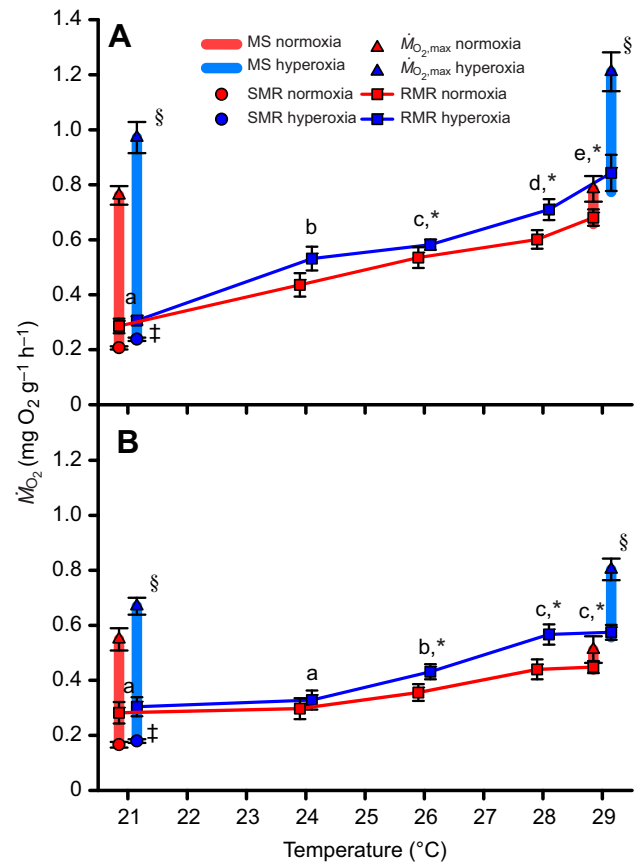 A
MS normoxia
MS hyperoxia
SMR normoxia
SMR hyperoxia
ṀO₂,max normoxia
ṀO₂,max hyperoxia
RMR normoxia
RMR hyperoxia
1.4
1.2
1.0
0.8
0.6
0.4
0.2
0
§
§
a
‡
b
c,*
d,*
e,*
B
1.2
1.0
0.8
0.6
0.4
0.2
0
§
§
a
‡
a
b,*
c,*
c,*
21 22 23 24 25 26 27 28 29
Temperature (°C)
ṀO₂ (mg O₂ g⁻¹ h⁻¹)